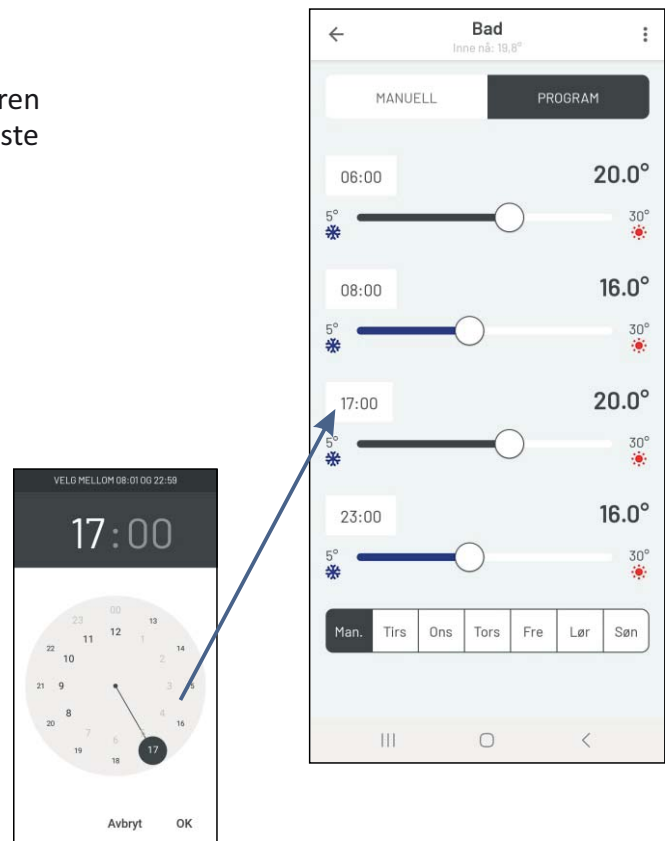 ren
ste
Bad
Inne nå: 19,8°
MANUELL PROGRAM
06:00 20.0°
5° 30°
08:00 16.0°
5° 30°
17:00 20.0°
5° 30°
23:00 16.0°
5° 30°
Man. Tirs Ons Tors Fre Lør Søn
VELG MELLOM 08:01 OG 22:59
17:00
00
23 13
12
11 1
22 14
10 2
21 9 3 15
8 4
20 16
7 5
19 6 17
18
Avbryt OK